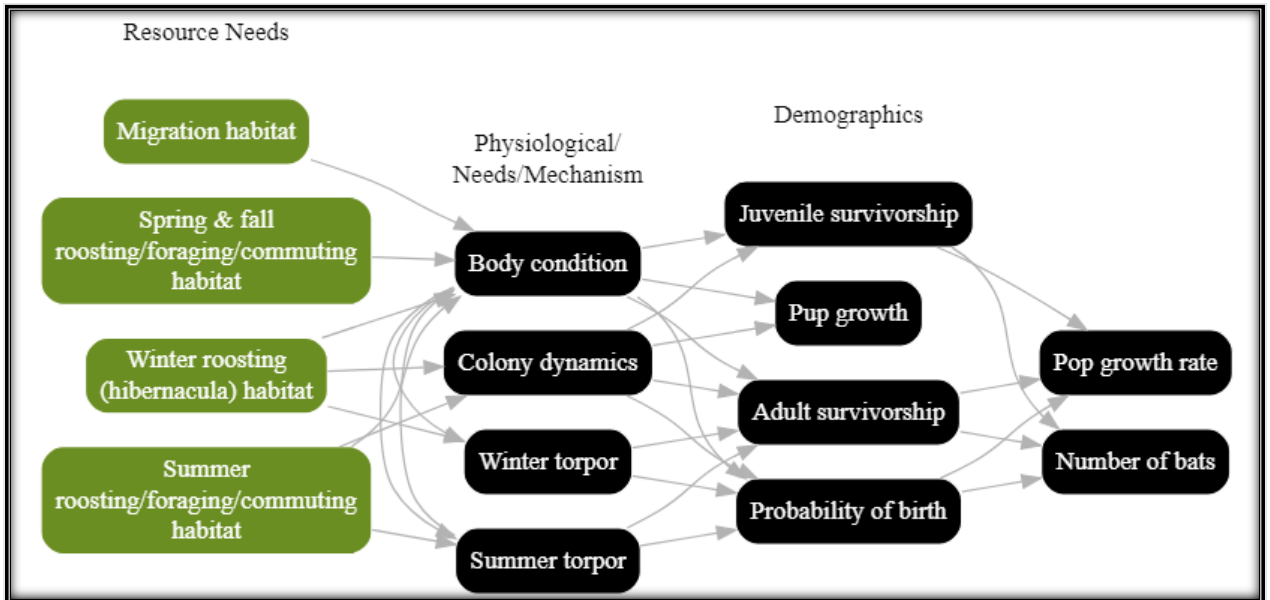 Resource Needs
Migration habitat
Spring & fall
roosting/foraging/commuting
habitat
Winter roosting
(hibernacula) habitat
Summer
roosting/foraging/commuting
habitat
Physiological/
Needs/Mechanism
Body condition
Colony dynamics
Winter torpor
Summer torpor
Demographics
Juvenile survivorship
Pup growth
Adult survivorship
Probability of birth
Pop growth rate
Number of bats